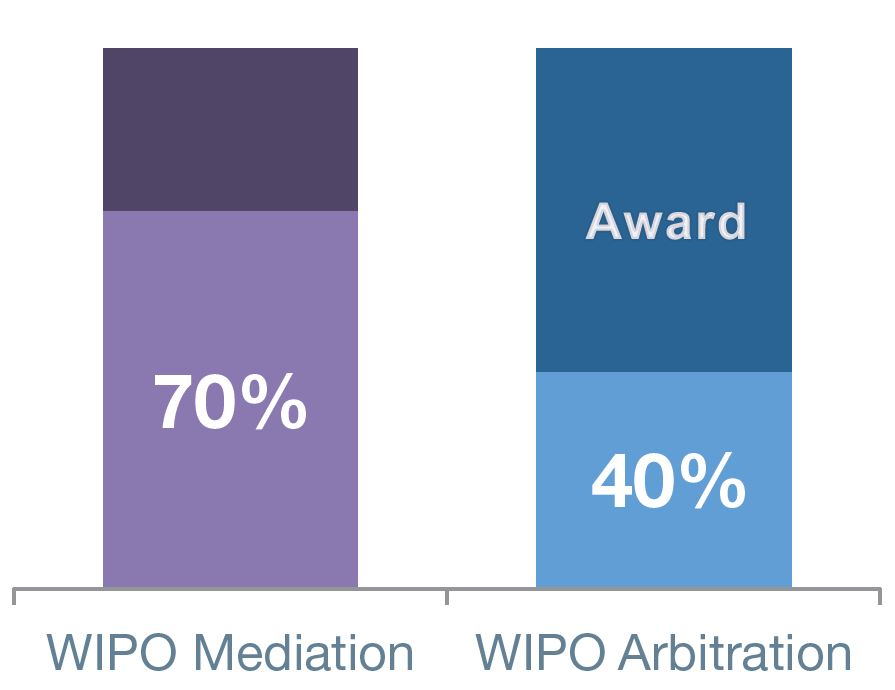 Award
70%
40%
WIPO Mediation
WIPO Arbitration